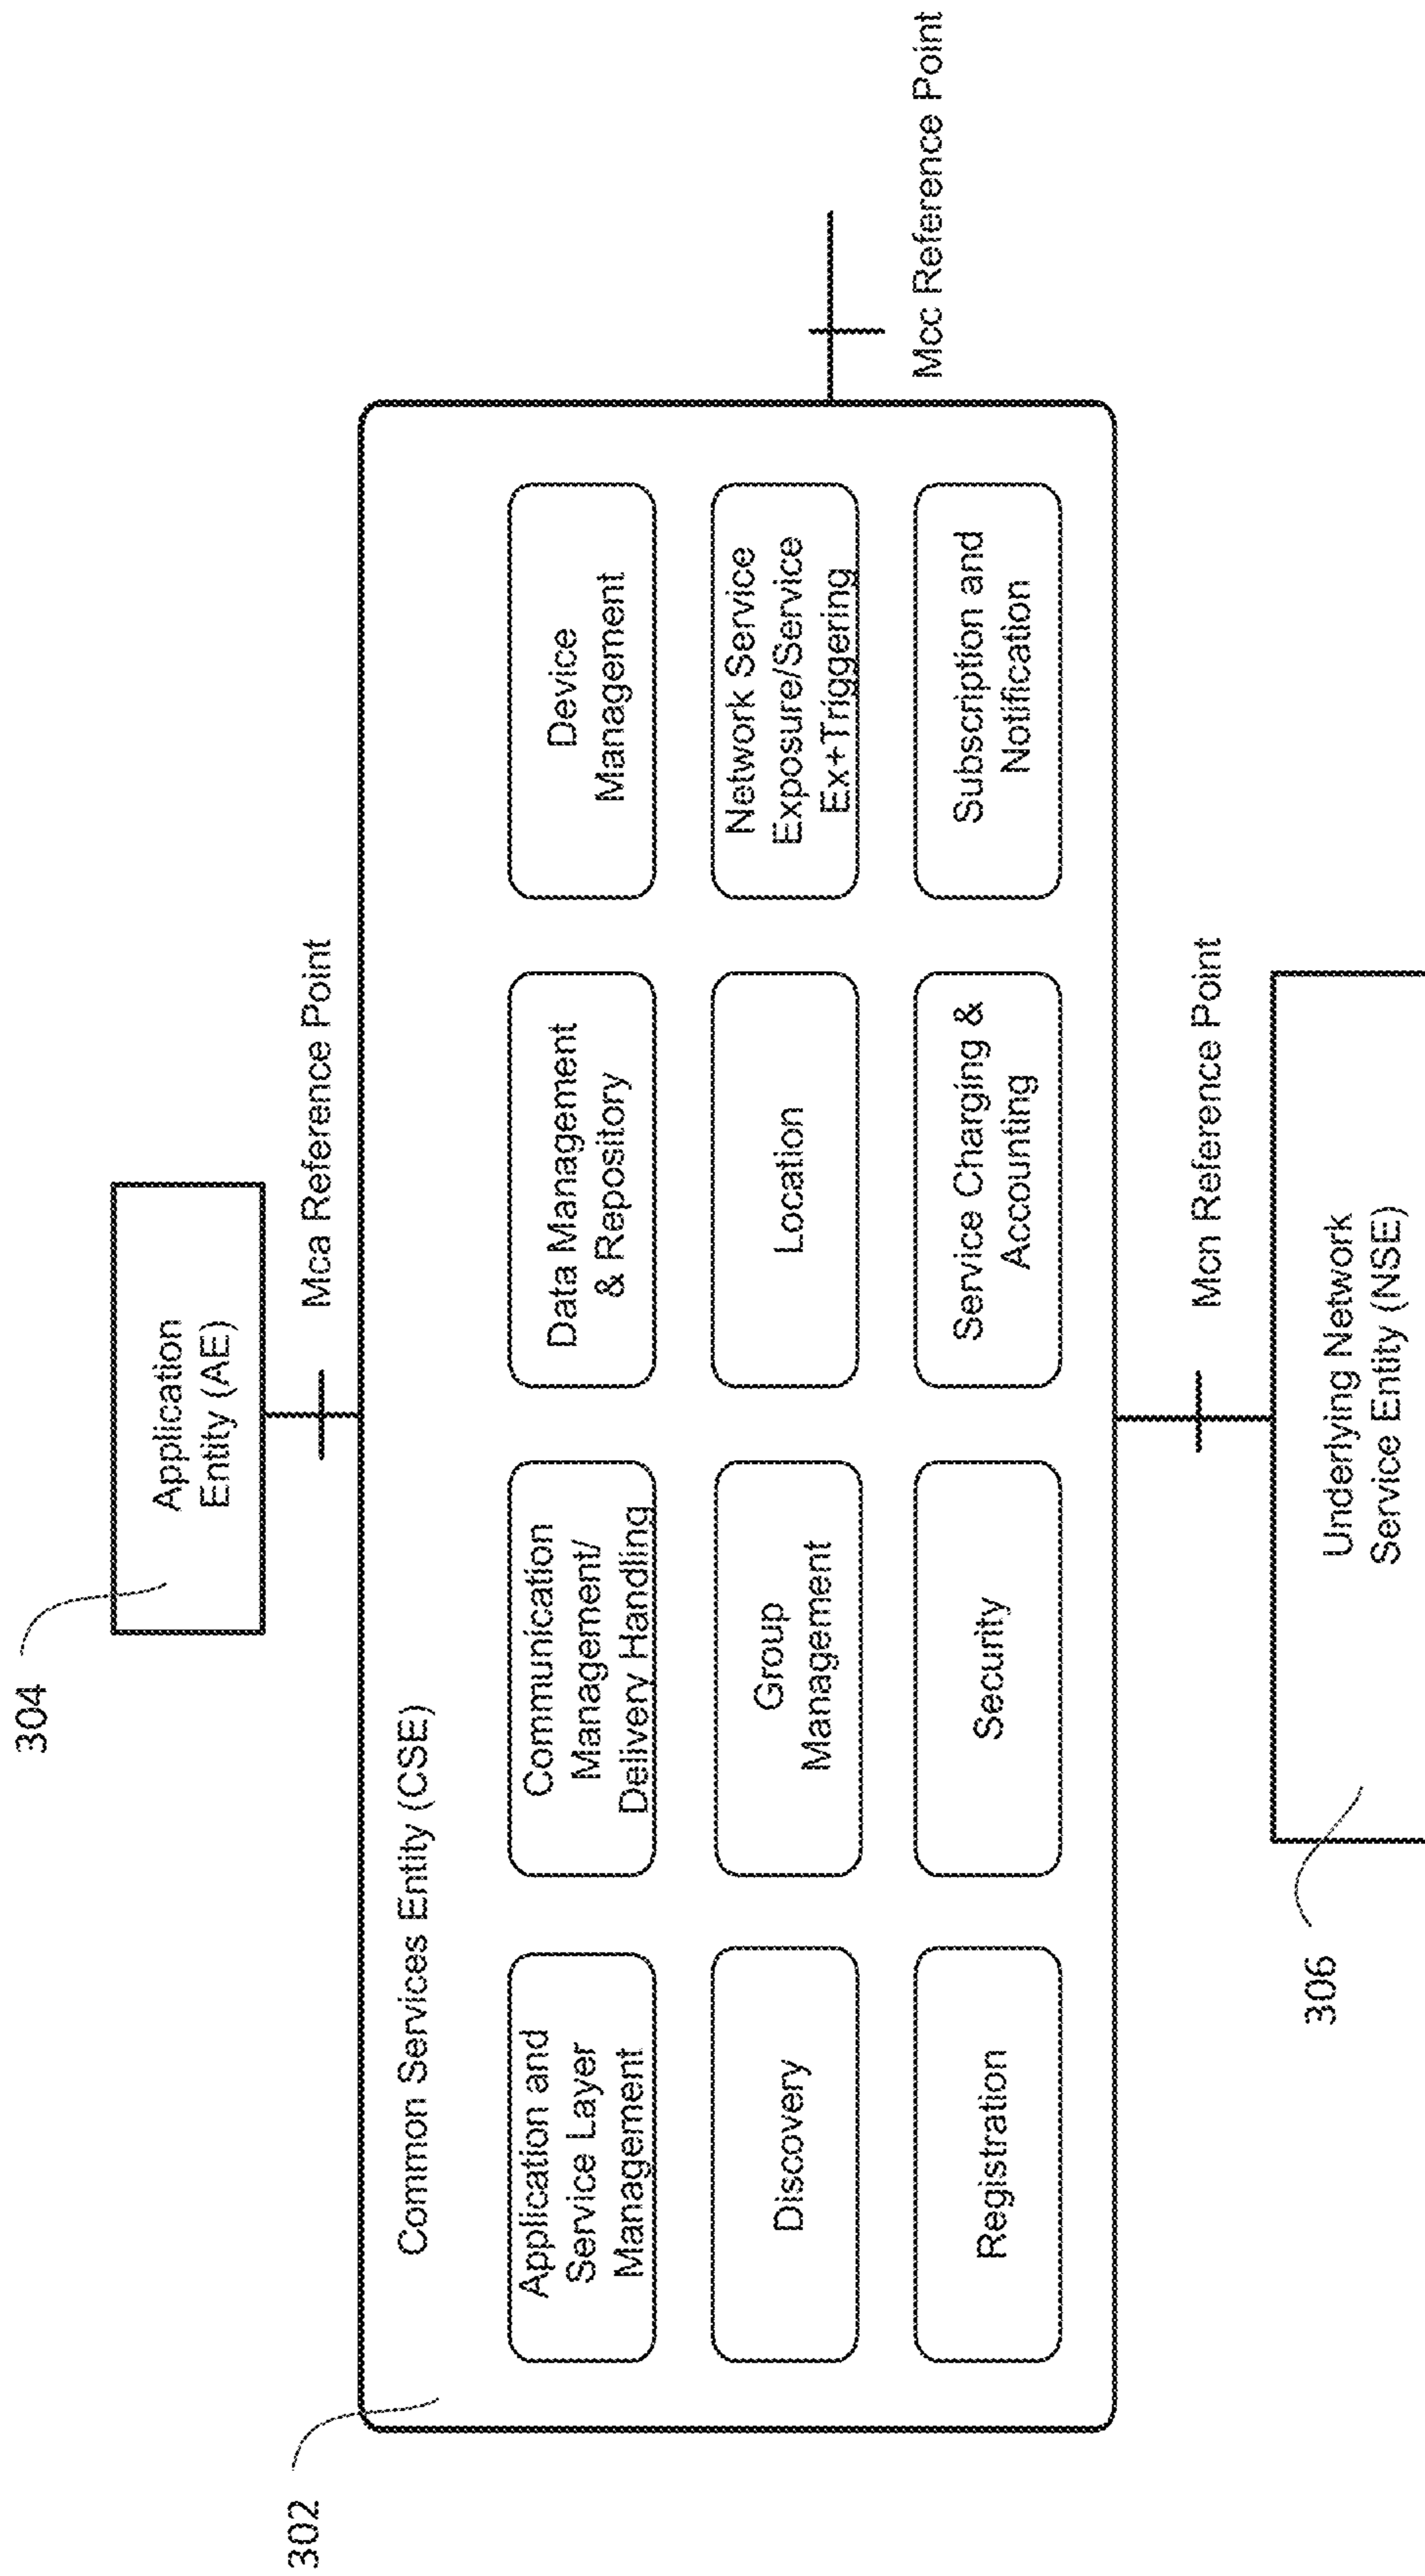 304
Application
Entity (AE)
Mca Reference Point
302
Common Services Entity (CSE)
Application and
Service Layer
Management
Communication
Management/
Delivery Handling
Data Management
& Repository
Device
Management
Discovery
Group
Management
Location
Network Service
Exposure/Service
Ex+Triggering
Registration
Security
Service Charging &
Accounting
Subscription and
Notification
Mcc Reference Point
Mcn Reference Point
306
Underlying Network
Service Entity (NSE)